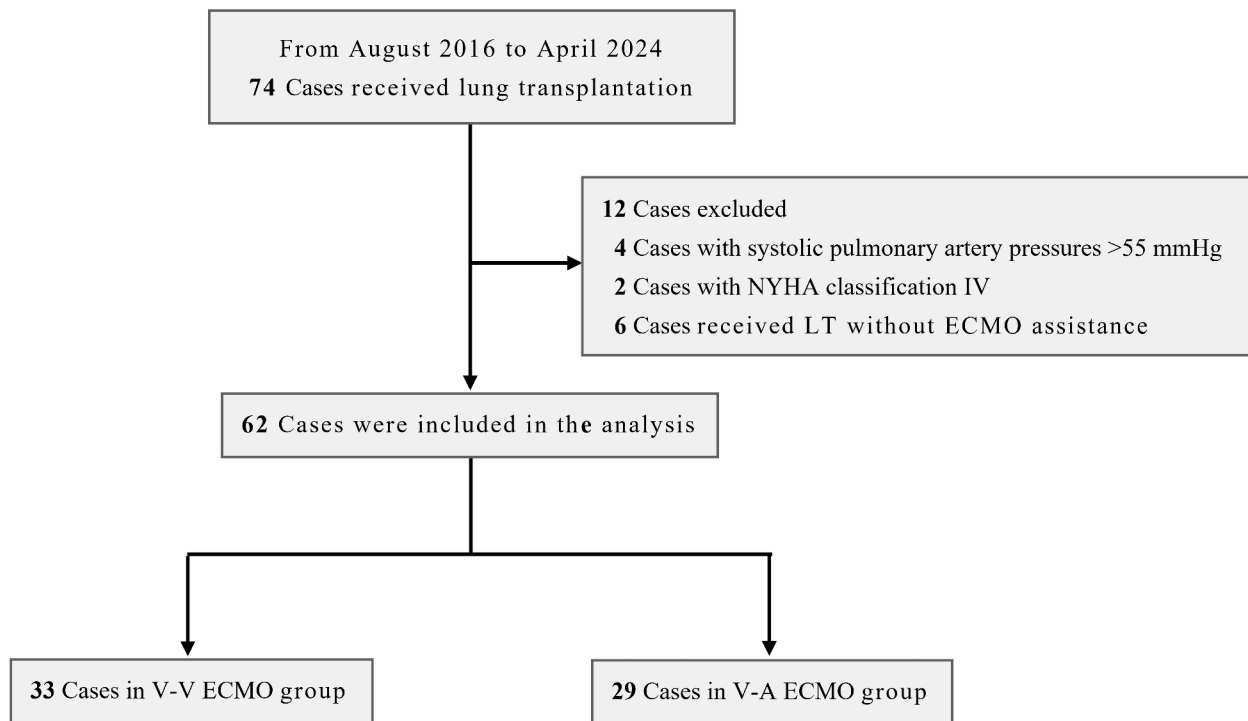 From August 2016 to April 2024
74 Cases received lung transplantation
12 Cases excluded
4 Cases with systolic pulmonary artery pressures >55 mmHg
2 Cases with NYHA classification IV
6 Cases received LT without ECMO assistance
62 Cases were included in the analysis
33 Cases in V-V ECMO group
29 Cases in V-A ECMO group